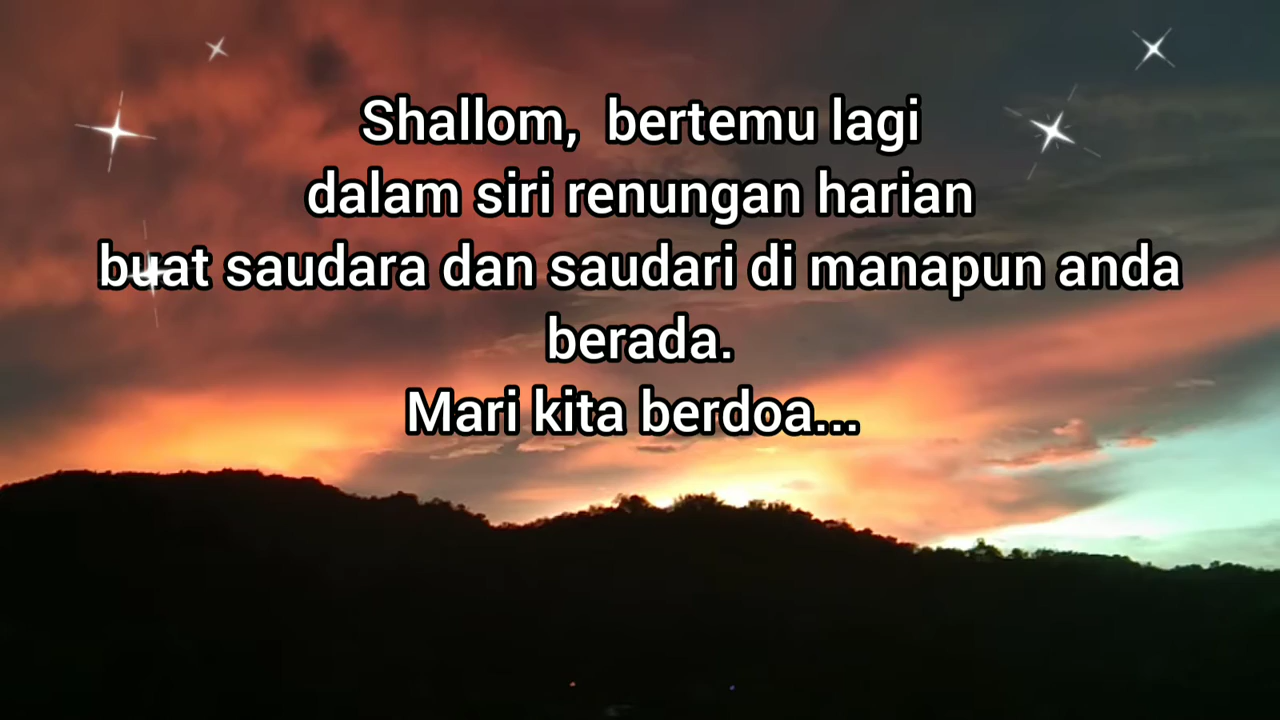 Shallom, bertemu lagi
dalam siri renungan harian
buat saudara dan saudari di manapun anda
berada.
Mari kita berdoa...